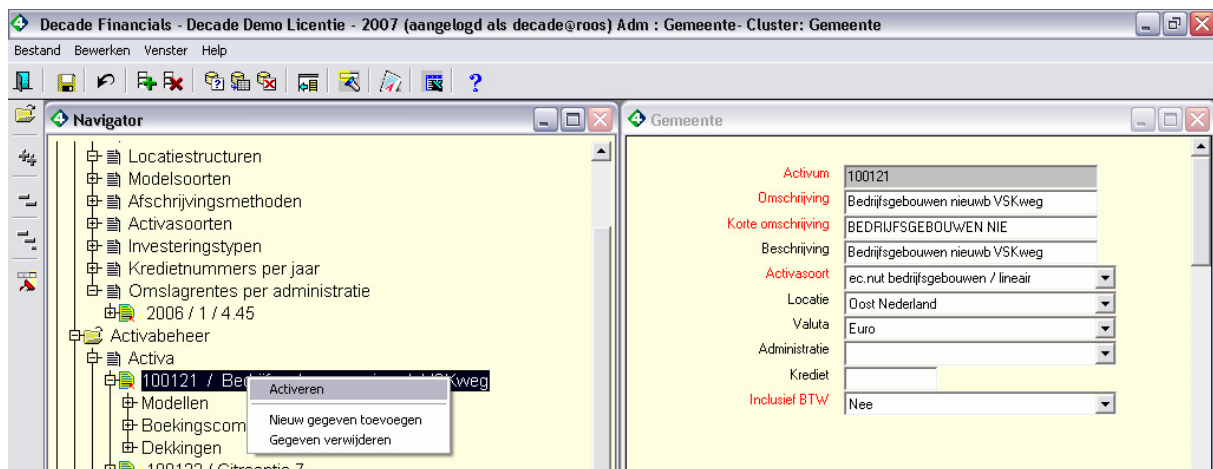 Decade Financials - Decade Demo Licentie - 2007 (aangelogd als decade@roos) Adm : Gemeente- Cluster: Gemeente
Bestand Bewerken Venster Help
Navigator
Locatiestructuren
Modelsoorten
Afschrijvingsmethoden
Activasoorten
Investeringstypen
Kredietnummers per jaar
Omslagrentes per administratie
2006 / 1 / 4.45
Activabeheer
Activa
100121 / Bed VSKweg
Modellen
Boekingscom
Dekkingen
Activeren
Nieuw gegeven toevoegen
Gegeven verwijderen
Gemeente
Activum 100121
Omschrijving Bedrijfsgebouwen nieuwb VSKweg
Korte omschrijving BEDRIJFSGEBOUWEN NIE
Beschrijving Bedrijfsgebouwen nieuwb VSKweg
Activasoort ec.nut bedrijfsgebouwen / lineair
Locatie Oost Nederland
Valuta Euro
Administratie
Krediet
Inclusief BTW Nee